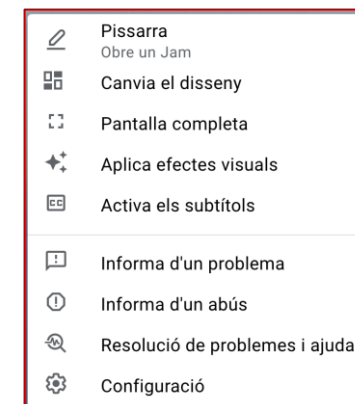 Pissarra
Obre un Jam
Canvia el disseny
Pantalla completa
Aplica efectes visuals
CC
Activa els subtítols
Informa d'un problema
Informa d'un abús
Resolució de problemes i ajuda
Configuració